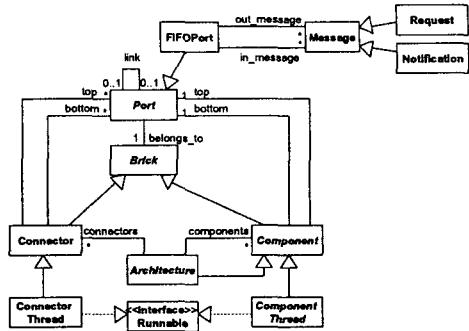 out_message
Request
FIFOPort
* Message
*
in_message
Notification
link
0..1 0..1
top * Port 1 top
bottom * 1 bottom
1 belongs_to
Brick
Connector connectors components Component
* *
Architecture
Connector <<Interface>> Component
Thread Runnable Thread